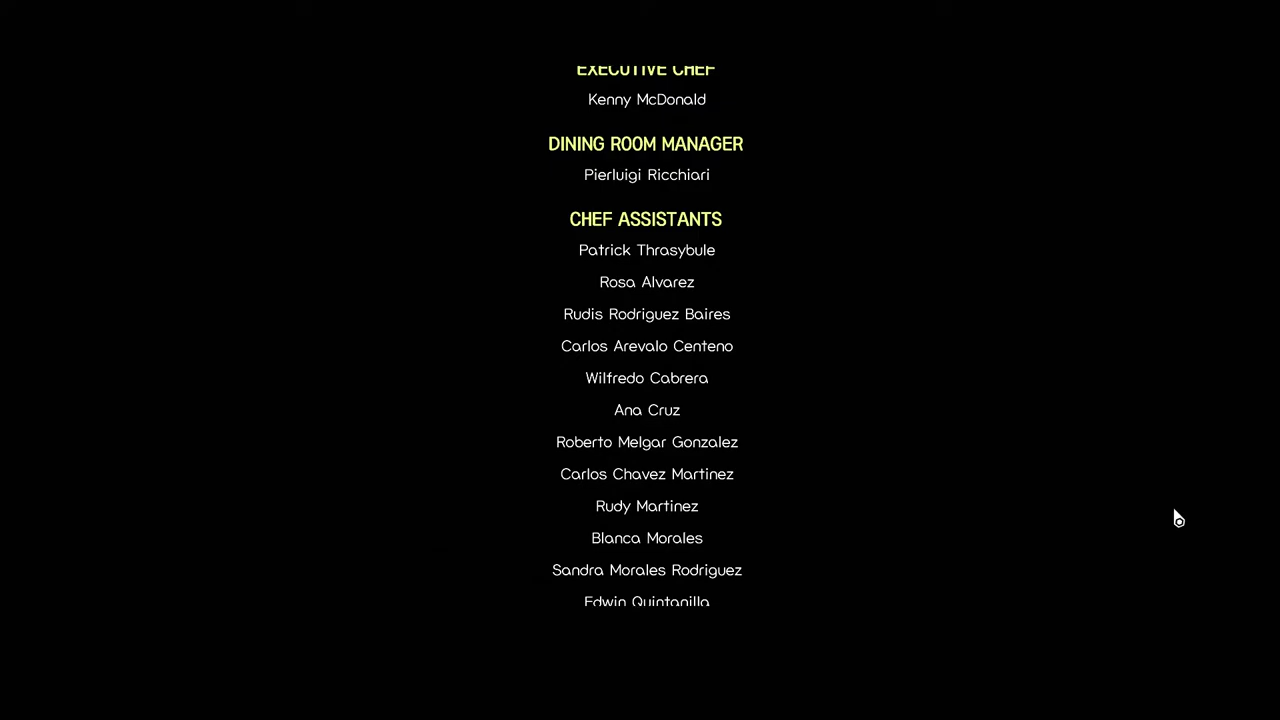 EXECUTIVE CHEF
Kenny McDonald
DINING ROOM MANAGER
Pierluigi Ricchiari
CHEF ASSISTANTS
Patrick Thrasybule
Rosa Alvarez
Rudis Rodriguez Baires
Carlos Arevalo Centeno
Wilfredo Cabrera
Ana Cruz
Roberto Melgar Gonzalez
Carlos Chavez Martinez
Rudy Martinez
Blanca Morales
Sandra Morales Rodriguez
Edwin Quintanilla